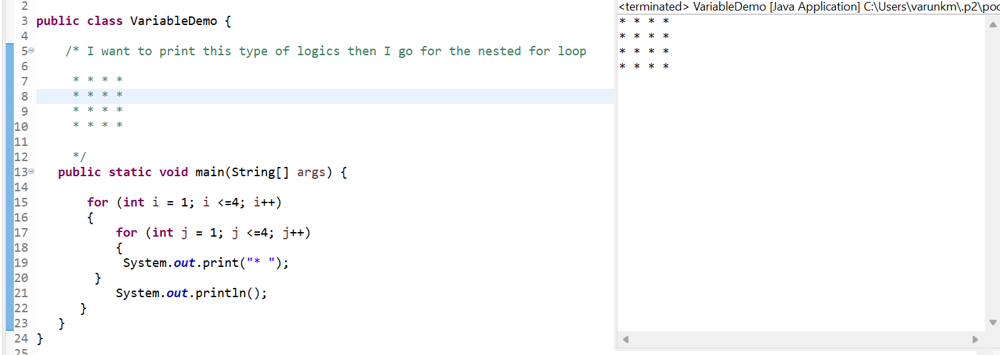 2
3 public class VariableDemo {
4
5 /* I want to print this type of logics then I go for the nested for loop
6
7 * * * *
8 * * * *
9 * * * *
10 * * * *
11
12 */
13 public static void main(String[] args) {
14
15 for (int i = 1; i <=4; i++)
16 {
17 for (int j = 1; j <=4; j++)
18 {
19 System.out.print("* ");
20 }
21 System.out.println();
22 }
23 }
24 }
25
<terminated> VariableDemo [Java Application] C:\Users\varunkm\.p2\poo
* * * *
* * * *
* * * *
* * * *